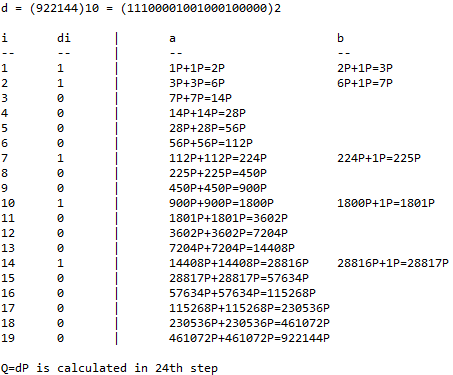 d = (922144)10 = (11100001001000100000)2
i di | a b
-- -- | -- --
1 1 | 1P+1P=2P 2P+1P=3P
2 1 | 3P+3P=6P 6P+1P=7P
3 0 | 7P+7P=14P
4 0 | 14P+14P=28P
5 0 | 28P+28P=56P
6 0 | 56P+56P=112P
7 1 | 112P+112P=224P 224P+1P=225P
8 0 | 225P+225P=450P
9 0 | 450P+450P=900P
10 1 | 900P+900P=1800P 1800P+1P=1801P
11 0 | 1801P+1801P=3602P
12 0 | 3602P+3602P=7204P
13 0 | 7204P+7204P=14408P
14 1 | 14408P+14408P=28816P 28816P+1P=28817P
15 0 | 28817P+28817P=57634P
16 0 | 57634P+57634P=115268P
17 0 | 115268P+115268P=230536P
18 0 | 230536P+230536P=461072P
19 0 | 461072P+461072P=922144P
Q=dP is calculated in 24th step